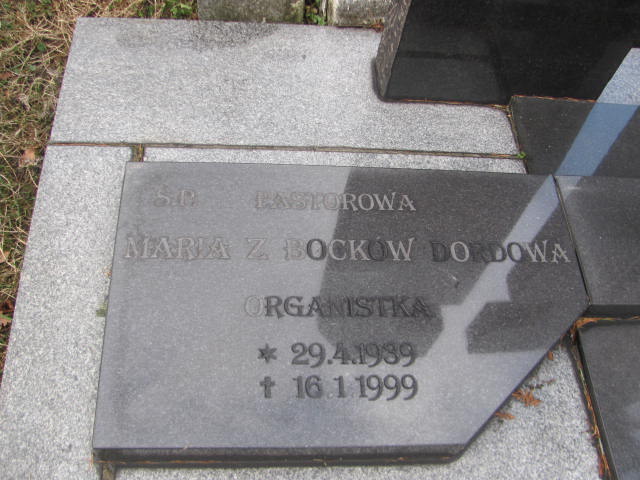 Ś.P. PASTOROWA
MARIA Z BOCKÓW DORDOWA
ORGANISTKA
* 29.4.1939
† 16.1.1999